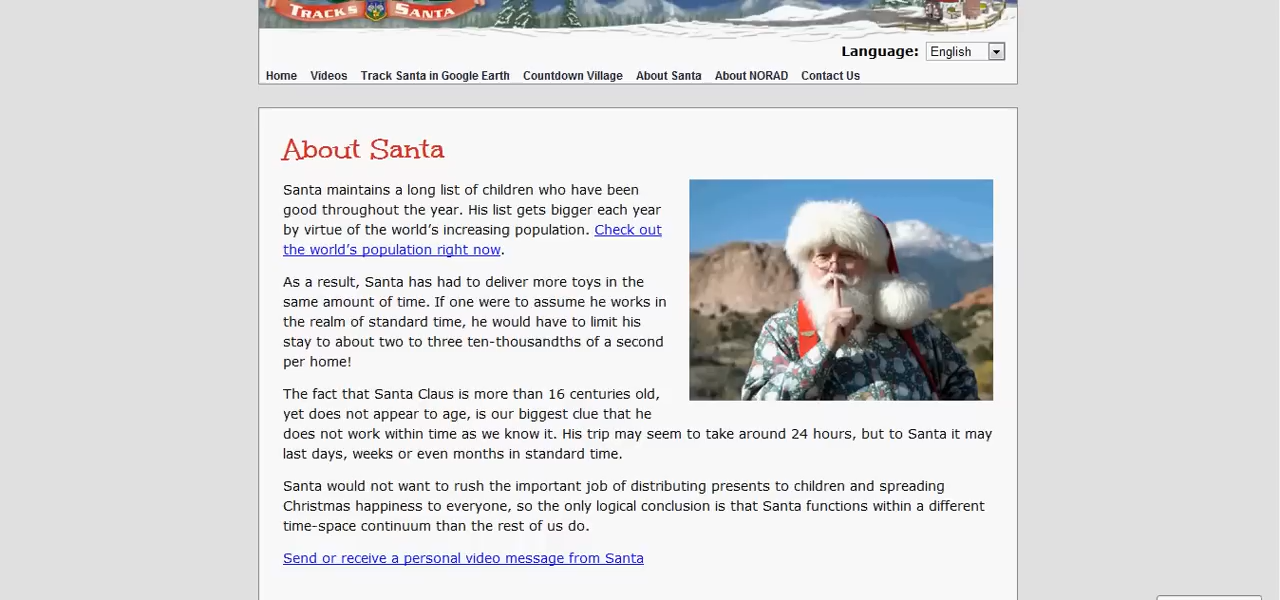 TRACKS SANTA
Language: English
Home Videos Track Santa in Google Earth Countdown Village About Santa About NORAD Contact Us
About Santa
Santa maintains a long list of children who have been
good throughout the year. His list gets bigger each year
by virtue of the world’s increasing population. Check out
the world’s population right now.
As a result, Santa has had to deliver more toys in the
same amount of time. If one were to assume he works in
the realm of standard time, he would have to limit his
stay to about two to three ten-thousandths of a second
per home!
The fact that Santa Claus is more than 16 centuries old,
yet does not appear to age, is our biggest clue that he
does not work within time as we know it. His trip may seem to take around 24 hours, but to Santa it may
last days, weeks or even months in standard time.
Santa would not want to rush the important job of distributing presents to children and spreading
Christmas happiness to everyone, so the only logical conclusion is that Santa functions within a different
time-space continuum than the rest of us do.
Send or receive a personal video message from Santa